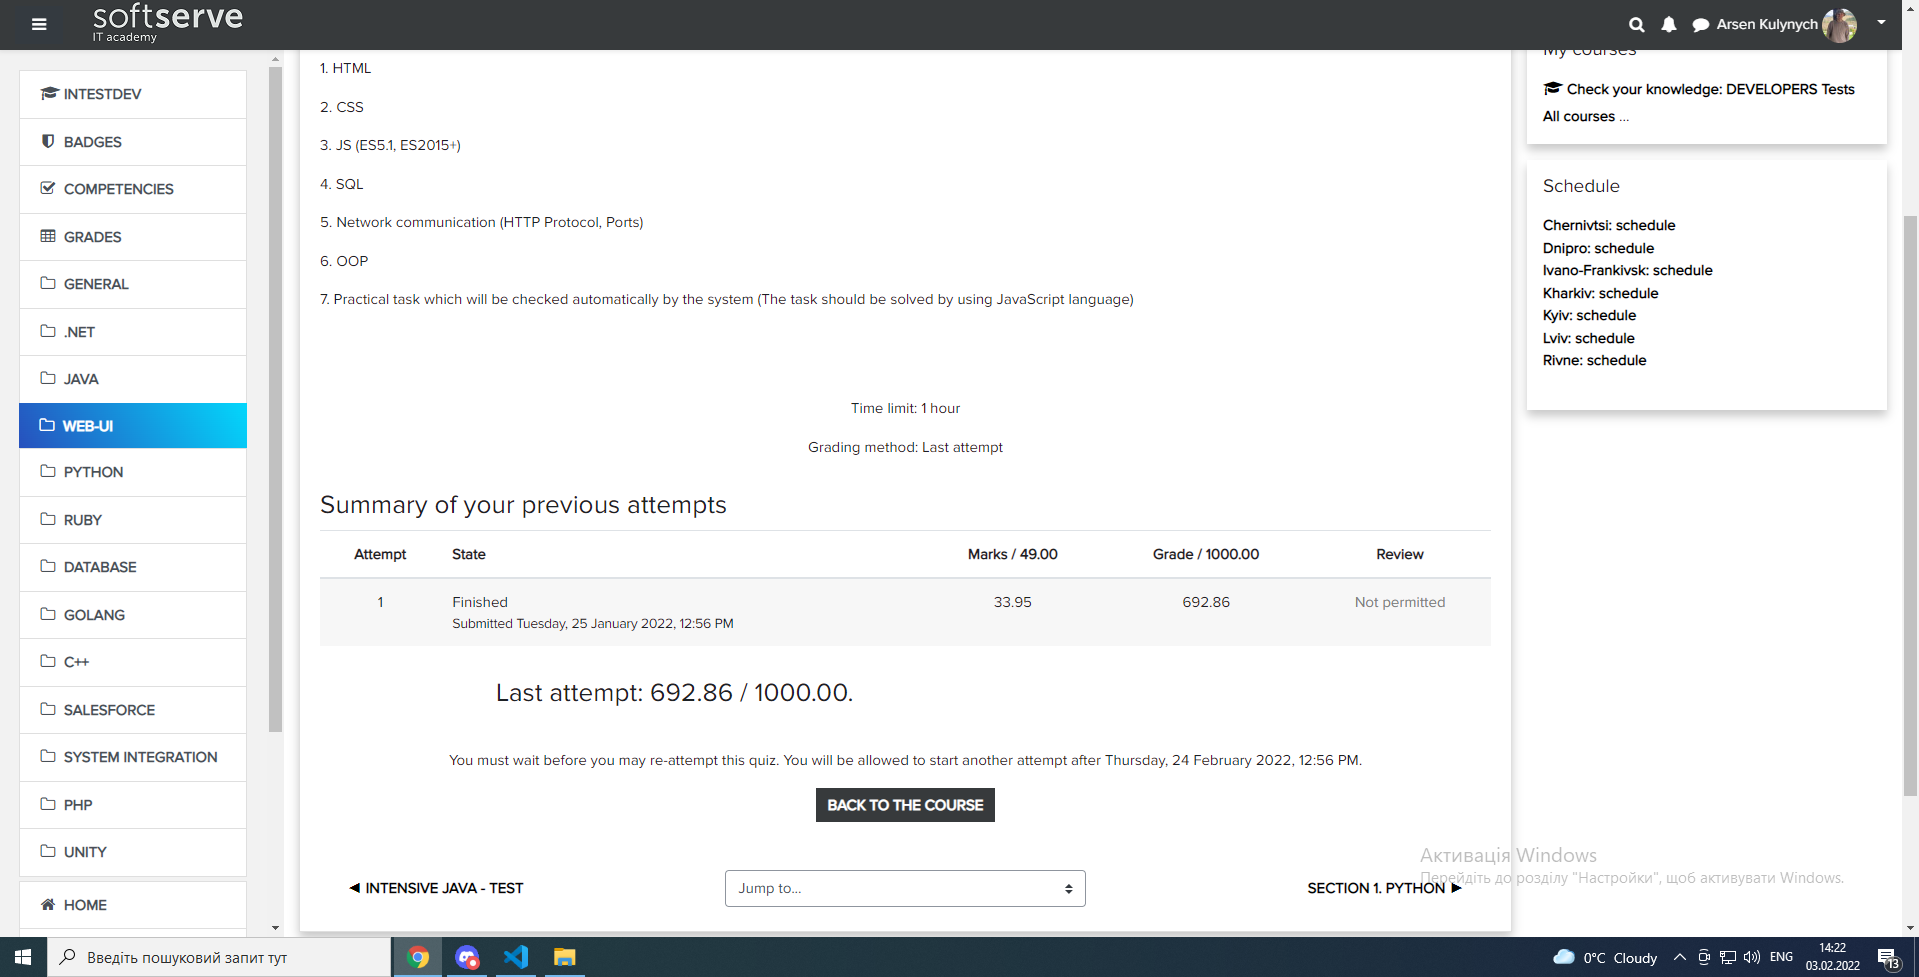 softserve
IT academy
Arsen Kulynych
INTESTDEV
BADGES
COMPETENCIES
GRADES
GENERAL
.NET
JAVA
WEB-UI
PYTHON
RUBY
DATABASE
GOLANG
C++
SALESFORCE
SYSTEM INTEGRATION
PHP
UNITY
HOME
1. HTML
2. CSS
3. JS (ES5.1, ES2015+)
4. SQL
5. Network communication (HTTP Protocol, Ports)
6. OOP
7. Practical task which will be checked automatically by the system (The task should be solved by using JavaScript language)
Time limit: 1 hour
Grading method: Last attempt
Summary of your previous attempts
Attempt State Marks / 49.00 Grade / 1000.00 Review
1 Finished 33.95 692.86 Not permitted
Submitted Tuesday, 25 January 2022, 12:56 PM
Last attempt: 692.86 / 1000.00.
You must wait before you may re-attempt this quiz. You will be allowed to start another attempt after Thursday, 24 February 2022, 12:56 PM.
BACK TO THE COURSE
◀ INTENSIVE JAVA - TEST
Jump to...
SECTION 1. PYTHON ▶
My courses
Check your knowledge: DEVELOPERS Tests
All courses ...
Schedule
Chernivtsi: schedule
Dnipro: schedule
Ivano-Frankivsk: schedule
Kharkiv: schedule
Kyiv: schedule
Lviv: schedule
Rivne: schedule
Активація Windows
Перейдіть до розділу "Настройки", щоб активувати Windows.
Введіть пошуковий запит тут
0°C Cloudy
ENG
14:22
03.02.2022
13